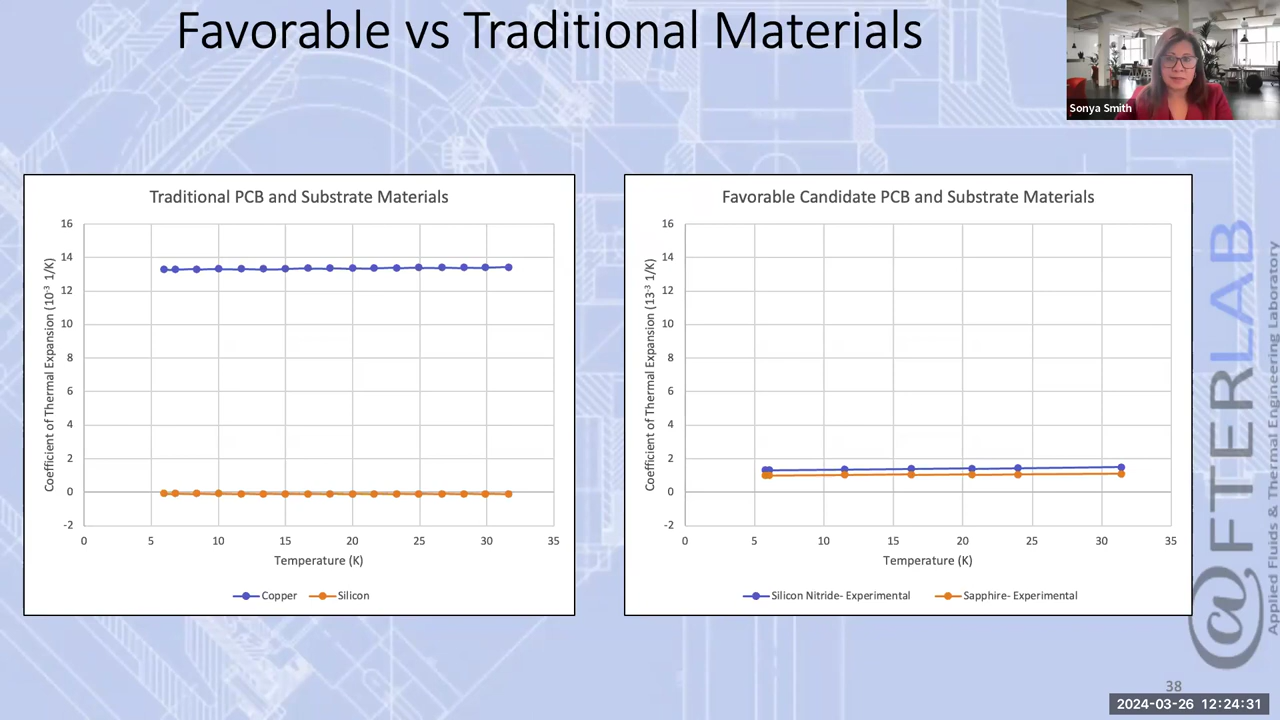 Favorable vs Traditional Materials
Sonya Smith
Traditional PCB and Substrate Materials
Coefficient of Thermal Expansion (10⁻³ 1/K)
16
14
12
10
8
6
4
2
0
-2
0 5 10 15 20 25 30 35
Temperature (K)
Copper Silicon
Favorable Candidate PCB and Substrate Materials
Coefficient of Thermal Expansion (13⁻³ 1/K)
16
14
12
10
8
6
4
2
0
-2
0 5 10 15 20 25 30 35
Temperature (K)
Silicon Nitride- Experimental Sapphire- Experimental
@FTERLAB
Applied Fluids & Thermal Engineering Laboratory
38
2024-03-26 12:24:31